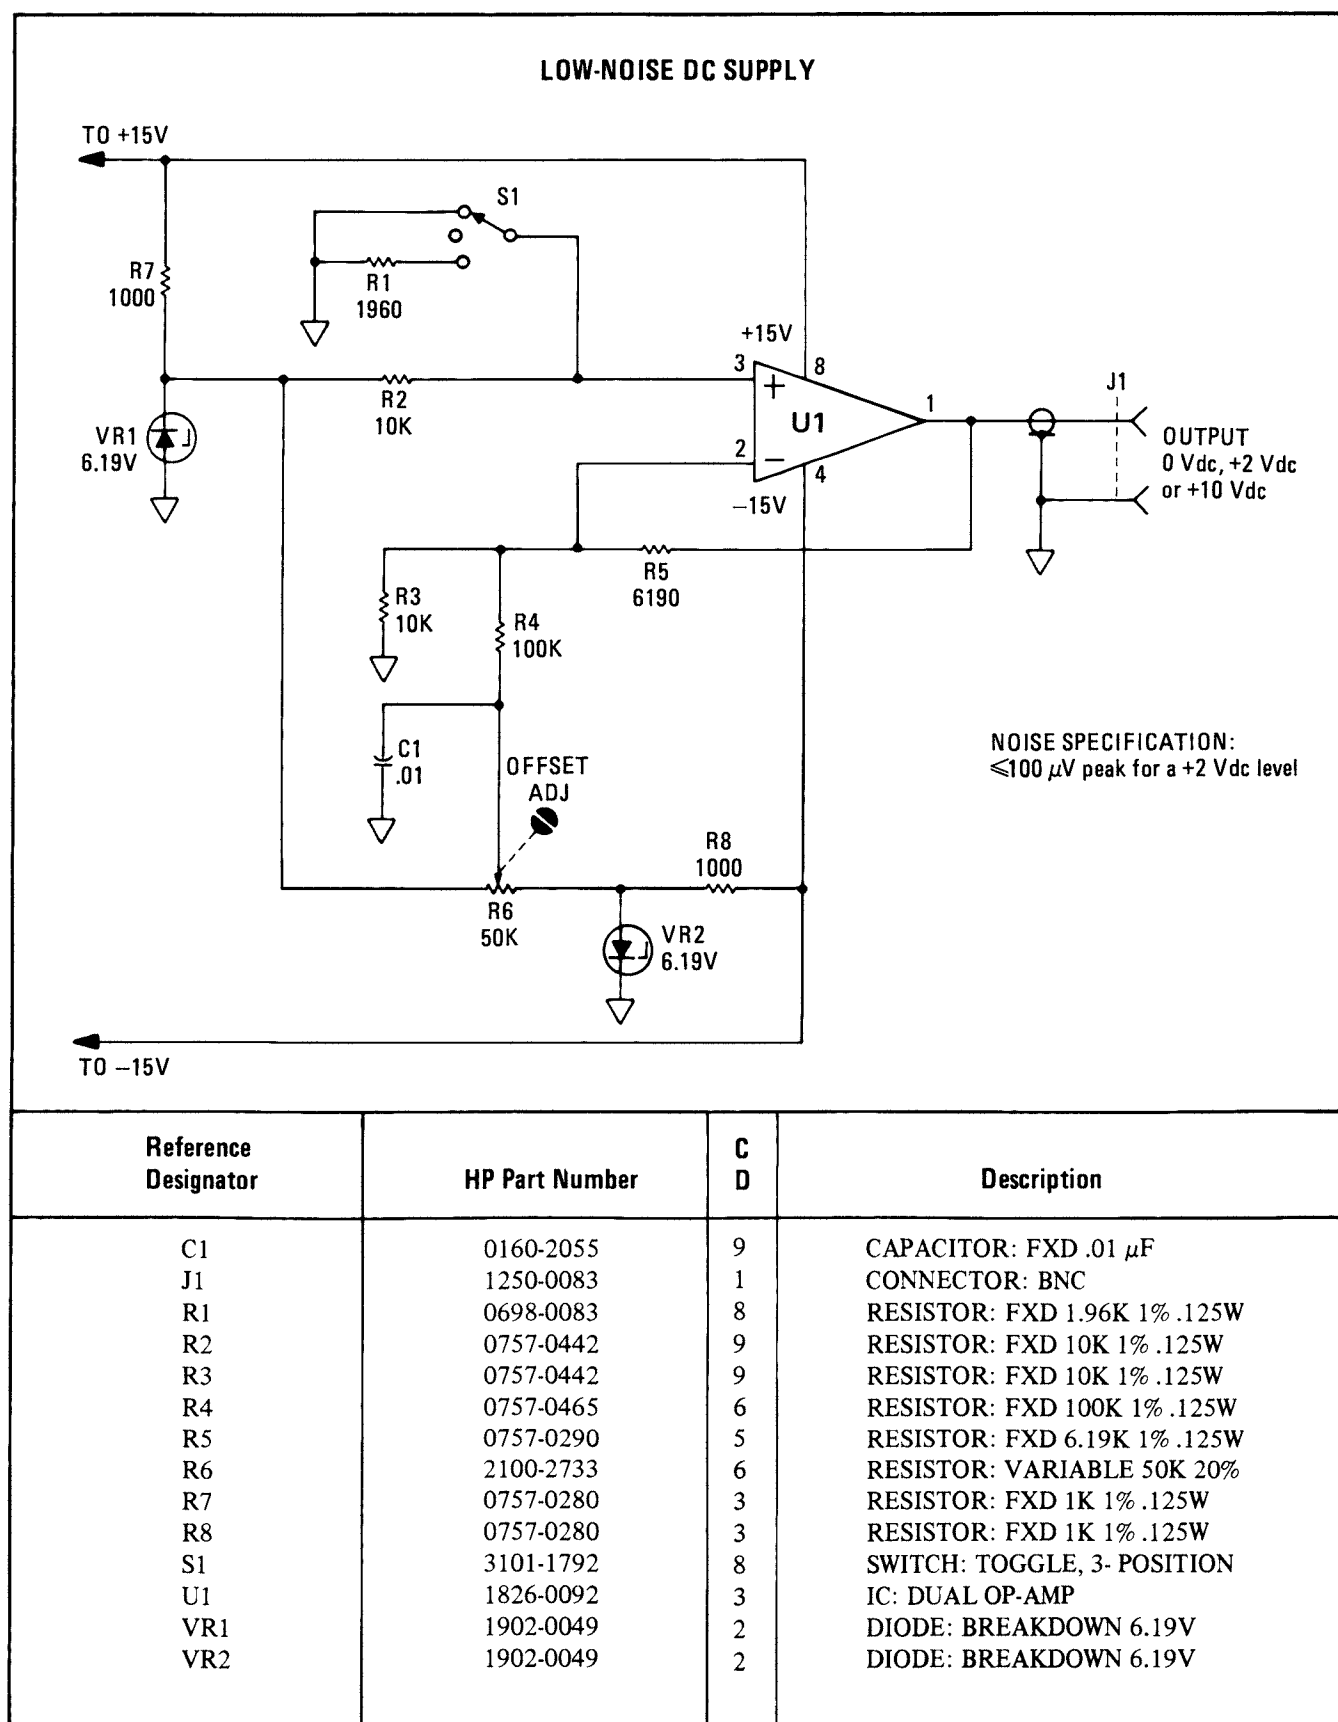 LOW-NOISE DC SUPPLY
TO +15V
S1
R7
1000
R1
1960
+15V
3
8
J1
R2
10K
1
VR1
6.19V
+
U1
OUTPUT
0 Vdc, +2 Vdc
or +10 Vdc
2
−
4
−15V
R5
6190
R3
10K
R4
100K
C1
.01
OFFSET
ADJ
NOISE SPECIFICATION:
≤100 μV peak for a +2 Vdc level
R8
1000
R6
50K
VR2
6.19V
TO −15V
Reference
Designator
HP Part Number
C
D
Description
C1 0160-2055 9 CAPACITOR: FXD .01 μF
J1 1250-0083 1 CONNECTOR: BNC
R1 0698-0083 8 RESISTOR: FXD 1.96K 1% .125W
R2 0757-0442 9 RESISTOR: FXD 10K 1% .125W
R3 0757-0442 9 RESISTOR: FXD 10K 1% .125W
R4 0757-0465 6 RESISTOR: FXD 100K 1% .125W
R5 0757-0290 5 RESISTOR: FXD 6.19K 1% .125W
R6 2100-2733 6 RESISTOR: VARIABLE 50K 20%
R7 0757-0280 3 RESISTOR: FXD 1K 1% .125W
R8 0757-0280 3 RESISTOR: FXD 1K 1% .125W
S1 3101-1792 8 SWITCH: TOGGLE, 3- POSITION
U1 1826-0092 3 IC: DUAL OP-AMP
VR1 1902-0049 2 DIODE: BREAKDOWN 6.19V
VR2 1902-0049 2 DIODE: BREAKDOWN 6.19V